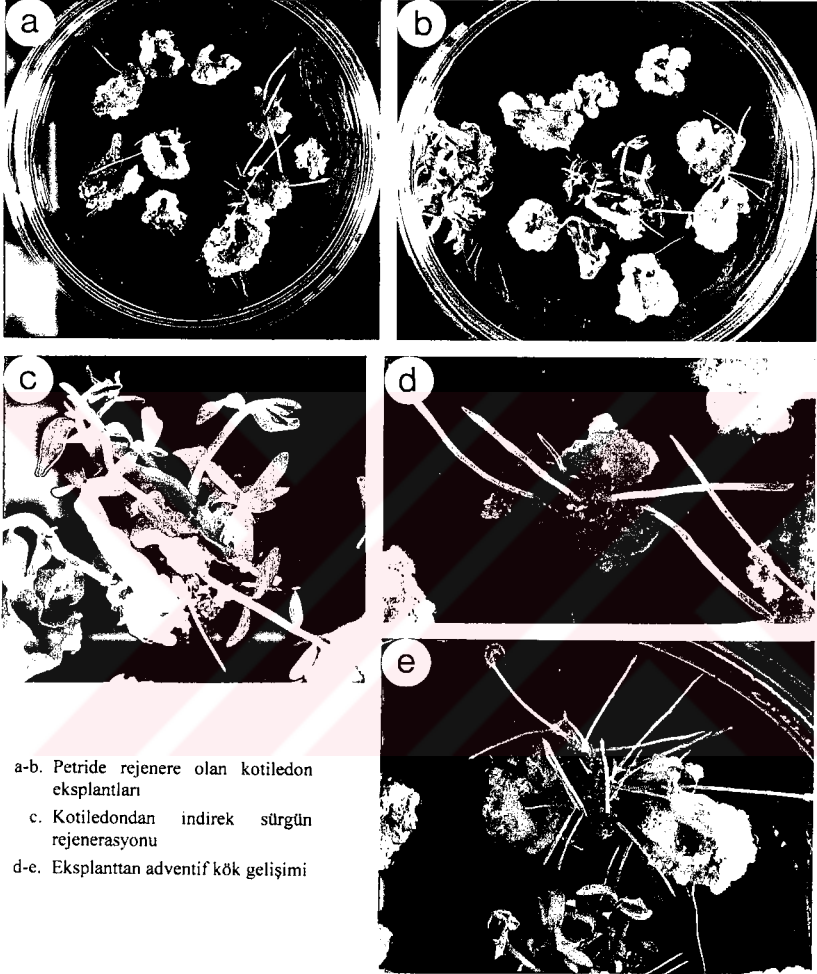 a
b
c
d
e
a-b. Petride rejenere olan kotiledon
eksplantları
c. Kotiledondan indirek sürgün
rejenerasyonu
d-e. Eksplanttan adventif kök gelişimi